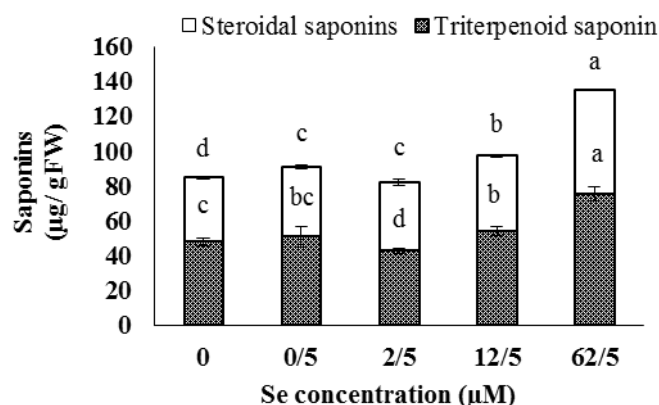 Steroidal saponins Triterpenoid saponin
Saponins
(µg/ gFW)
160
140
120
100
80
60
40
20
0
d c c b a
c bc d b a
0 0/5 2/5 12/5 62/5
Se concentration (µM)